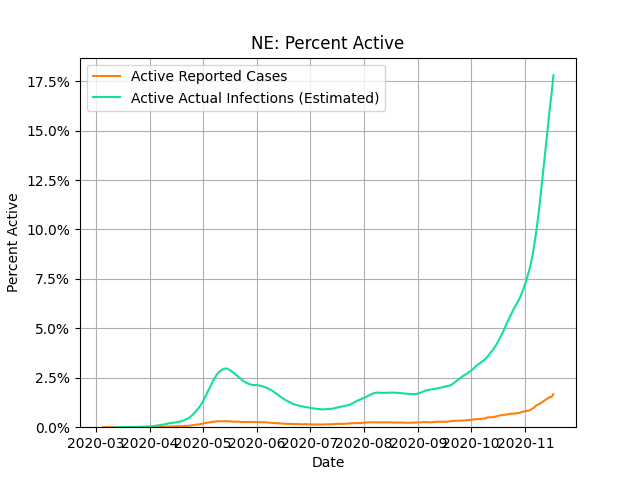 NE: Percent Active
Active Reported Cases
Active Actual Infections (Estimated)
Percent Active
17.5%
15.0%
12.5%
10.0%
7.5%
5.0%
2.5%
0.0%
2020-03 2020-04 2020-05 2020-06 2020-07 2020-08 2020-09 2020-10 2020-11
Date